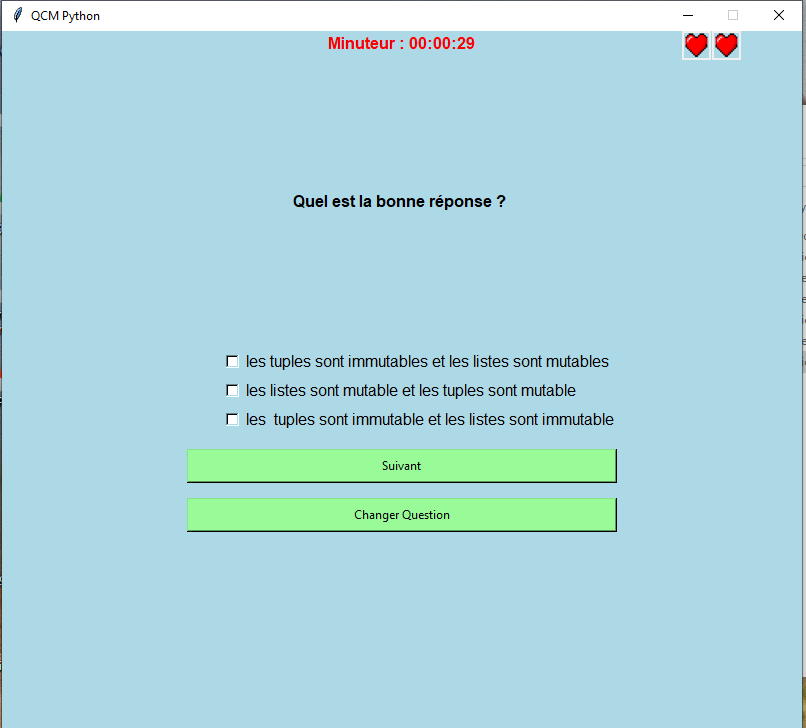 QCM Python
Minuteur : 00:00:29
Quel est la bonne réponse ?
les tuples sont immutables et les listes sont mutables
les listes sont mutable et les tuples sont mutable
les  tuples sont immutable et les listes sont immutable
Suivant
Changer Question